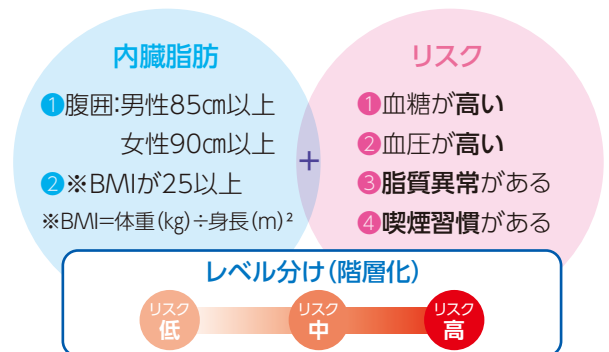 内臓脂肪
❶腹囲:男性85㎝以上
女性90㎝以上
❷※BMIが25以上
※BMI=体重(kg)÷身長(m)²
+
リスク
❶血糖が高い
❷血圧が高い
❸脂質異常がある
❹喫煙習慣がある
レベル分け(階層化)
リスク
低
リスク
中
リスク
高